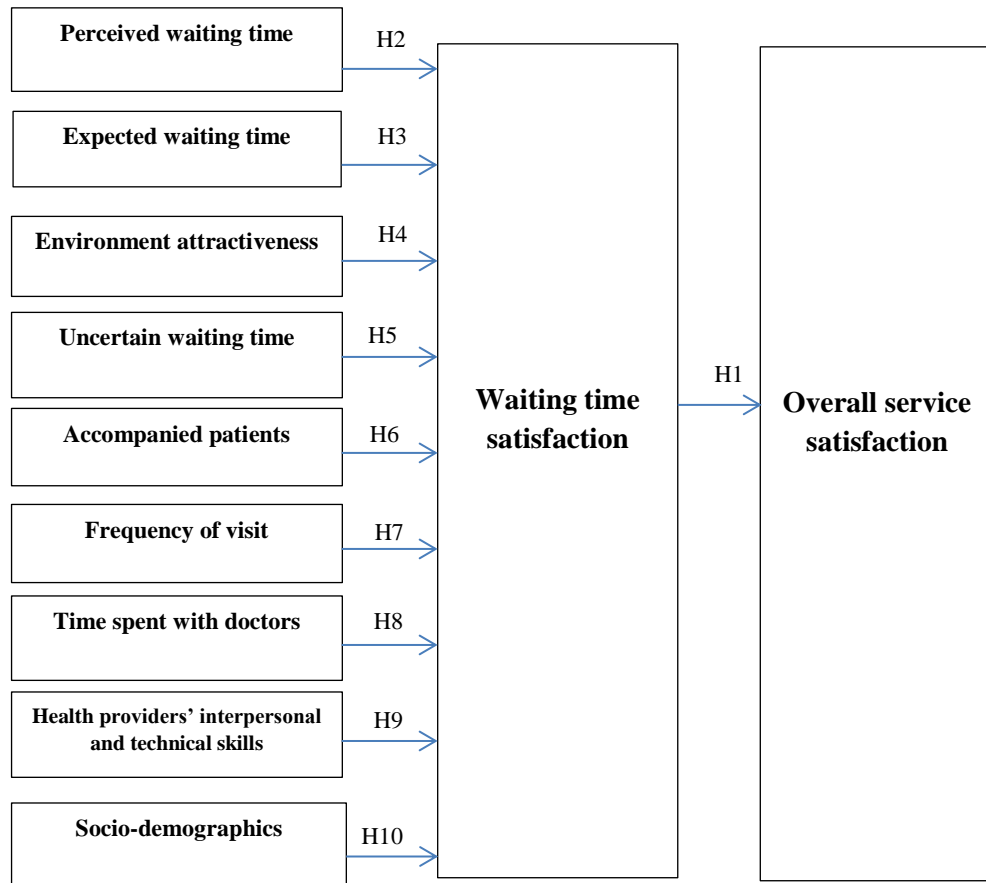 Perceived waiting time
H2
Expected waiting time
H3
Environment attractiveness
H4
Uncertain waiting time
H5
Accompanied patients
H6
Frequency of visit
H7
Time spent with doctors
H8
Health providers’ interpersonal
and technical skills
H9
Socio-demographics
H10
Waiting time
satisfaction
H1
Overall service
satisfaction